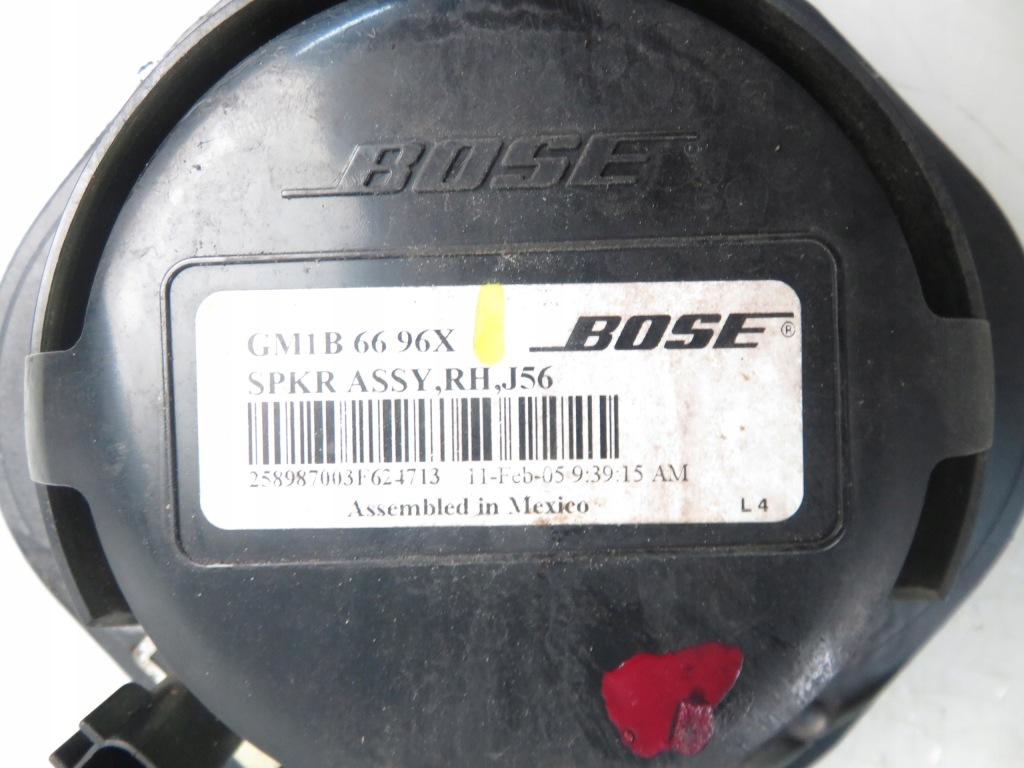 BOSE®
GM1B 66 96X BOSE®
SPKR ASSY,RH,J56
258987003F624713 11-Feb-05 9:39:15 AM
Assembled in Mexico L 4